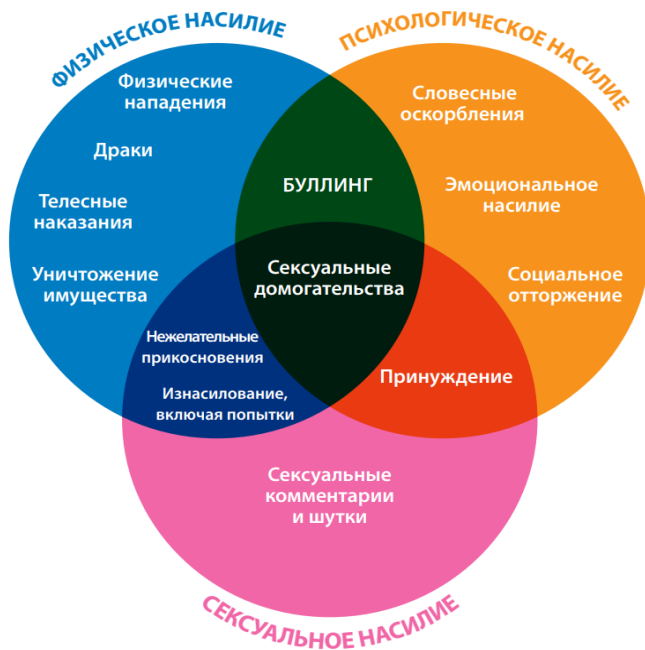 ФИЗИЧЕСКОЕ НАСИЛИЕ
ПСИХОЛОГИЧЕСКОЕ НАСИЛИЕ
Физические
нападения
Драки
Телесные
наказания
Уничтожение
имущества
БУЛЛИНГ
Словесные
оскорбления
Эмоциональное
насилие
Социальное
отторжение
Сексуальные
домогательства
Нежелательные
прикосновения
Изнасилование,
включая попытки
Принуждение
Сексуальные
комментарии
и шутки
СЕКСУАЛЬНОЕ НАСИЛИЕ